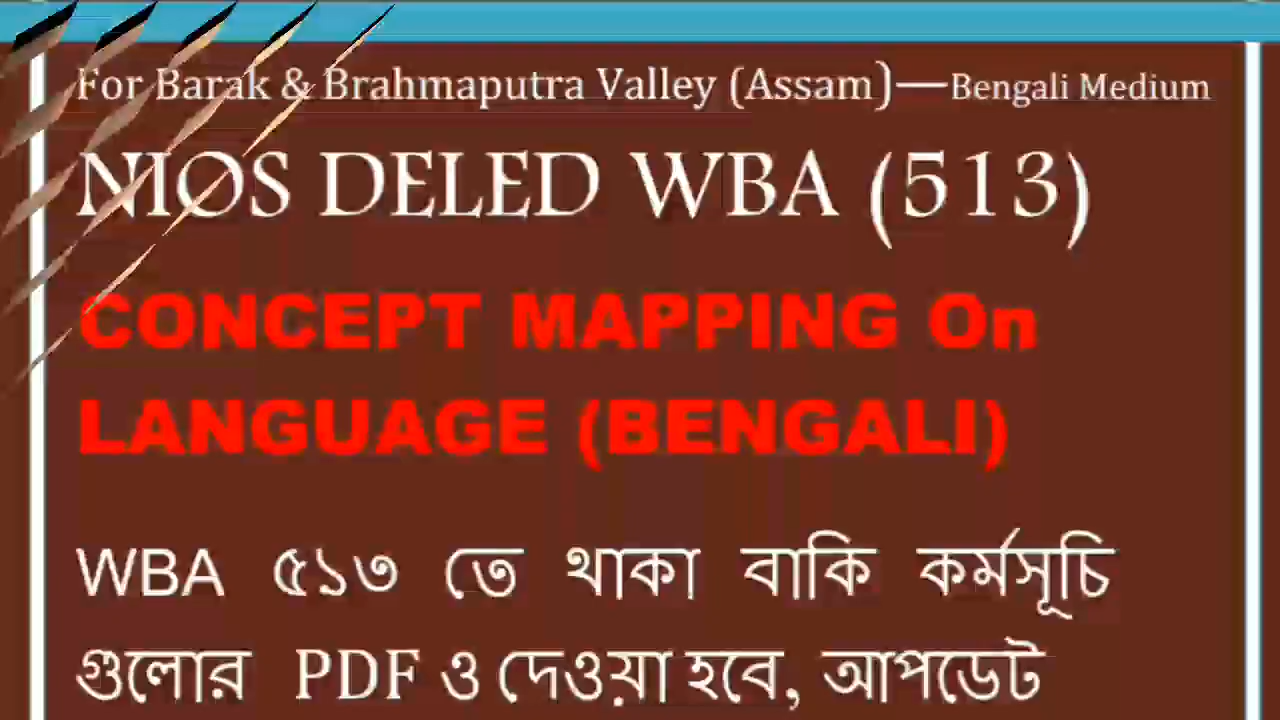 For Barak & Brahmaputra Valley (Assam)—Bengali Medium
NIOS DELED WBA (513)
CONCEPT MAPPING On
LANGUAGE (BENGALI)
WBA ৫১৩ তে থাকা বাকি কর্মসূচি
গুলোর PDF ও দেওয়া হবে, আপডেট